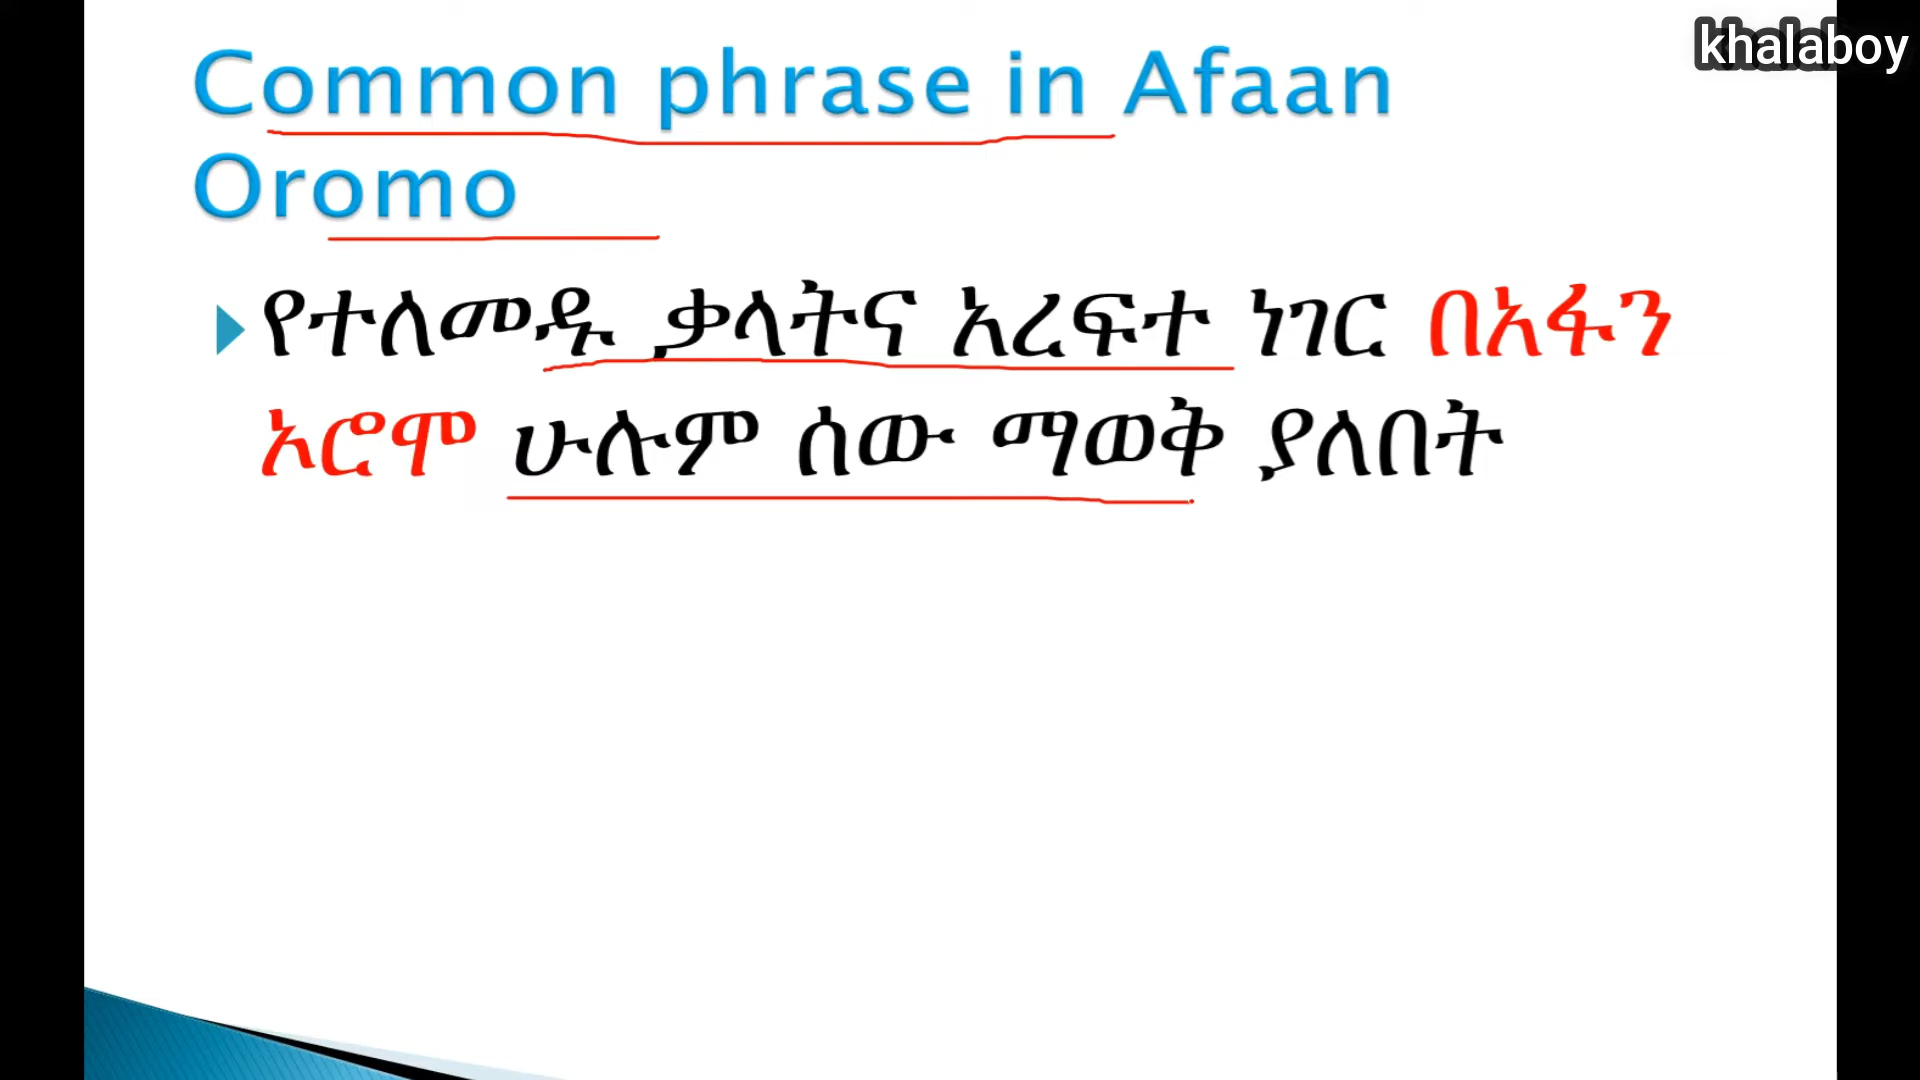 khalaboy
Common phrase in Afaan
Oromo
የተለመዱ ቃላትና አረፍተ ነገር በአፋን
ኦሮሞ ሁሉም ሰው ማወቅ ያለበት